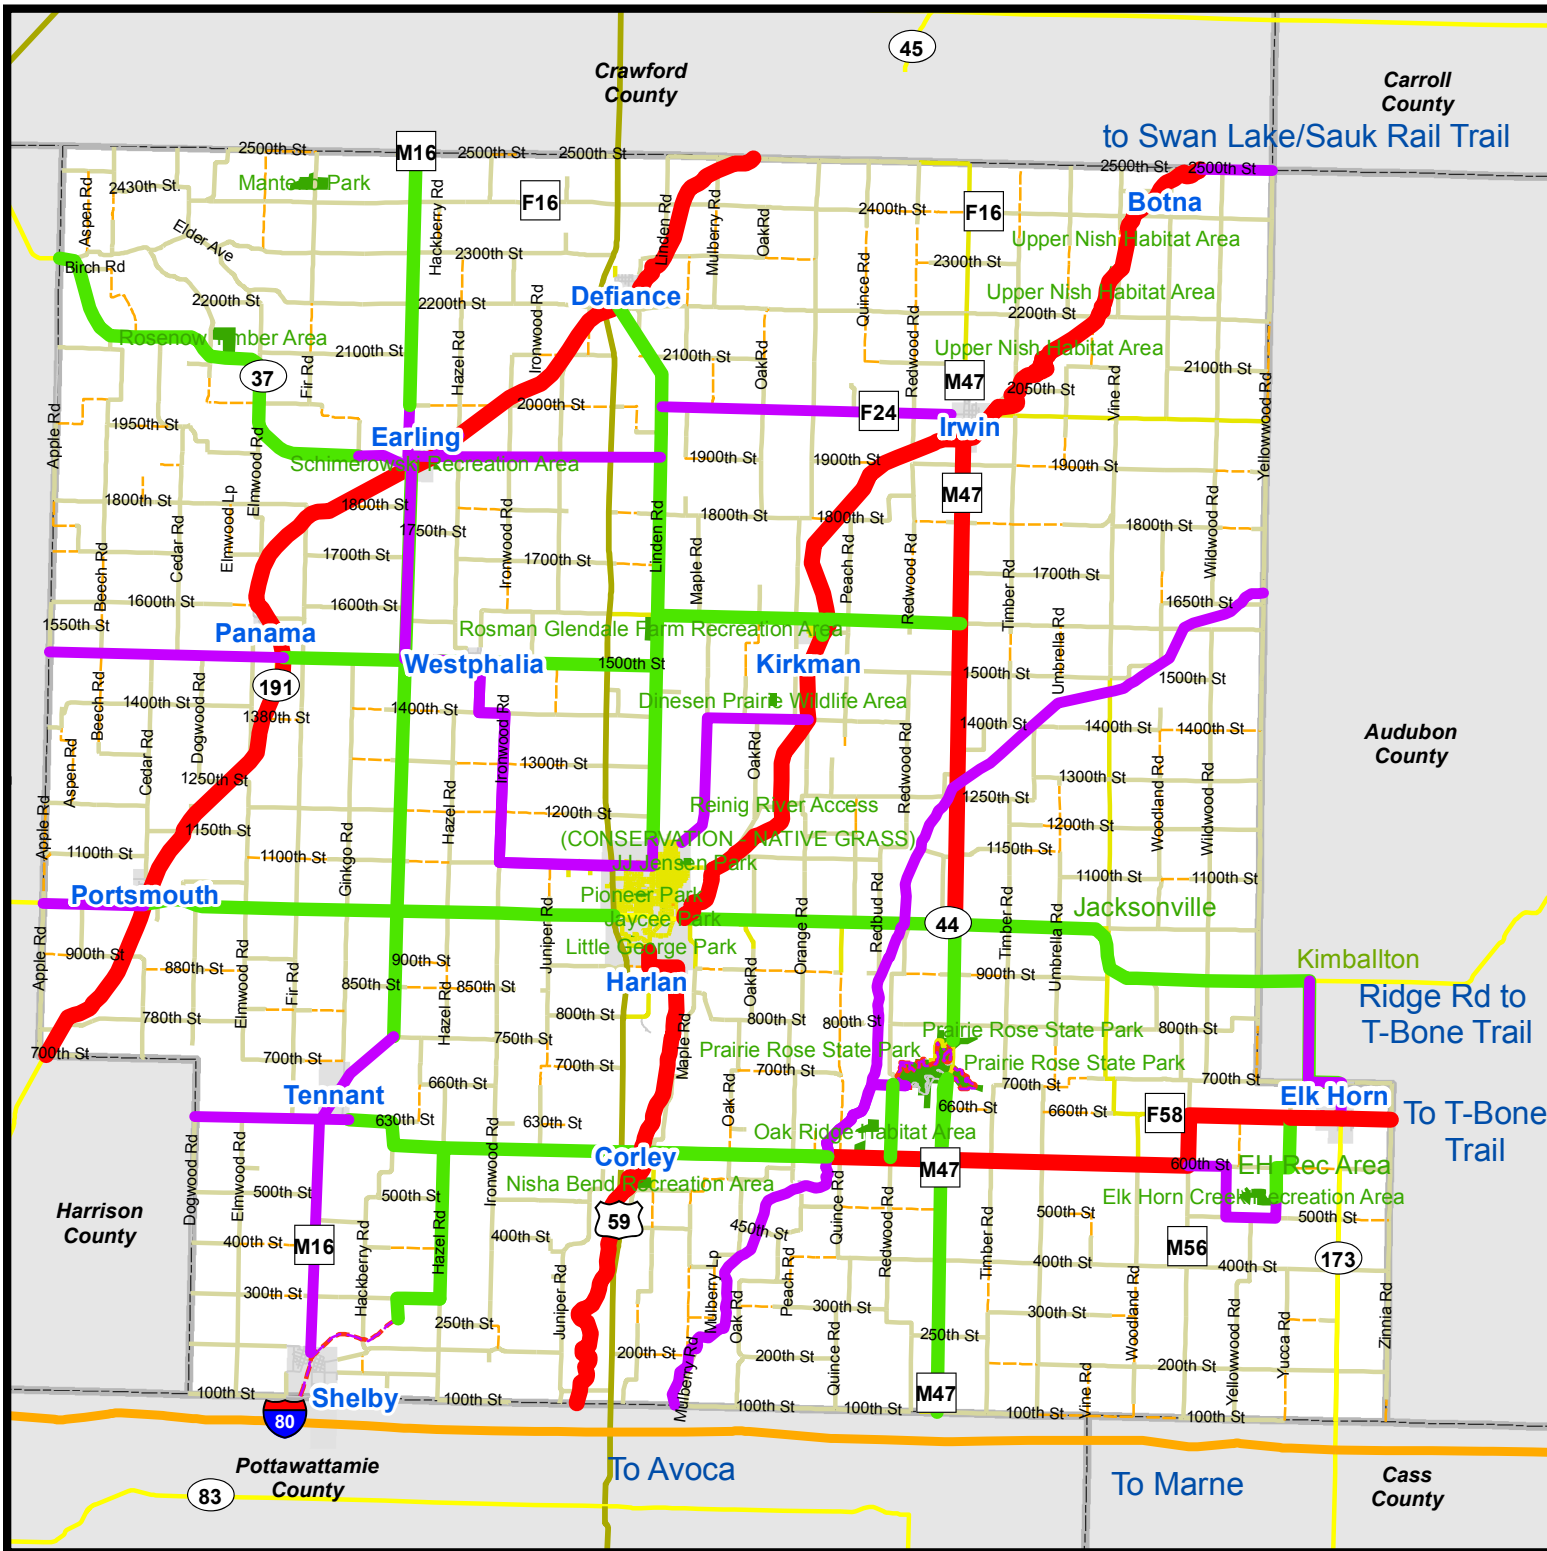 45
Crawford
County
Carroll
County
to Swan Lake/Sauk Rail Trail
M16
2500th St
2500th St
2500th St
2500th St
2500th St
Manteno Park
2430th St.
Aspen Rd
F16
F16
Botna
2400th St
Elder Ave
Hackberry Rd
Linden Rd
Mulberry Rd
OakRd
Upper Nish Habitat Area
2300th St
2300th St
Birch Rd
Quince Rd
2200th St
2200th St
Defiance
Upper Nish Habitat Area
2200th St
Rosenow Timber Area
Ironwood Rd
Redwood Rd
Upper Nish Habitat Area
2100th St
2100th St
2100th St
37
Fir Rd
Hazel Rd
OakRd
M47
2050th St
Vine Rd
Yellowwood Rd
2000th St
F24
Irwin
1950th St
Apple Rd
Elmwood Rd
Earling
Schimerowski Recreation Area
1900th St
1900th St
1900th St
M47
1800th St
1800th St
1800th St
1800th St
1800th St
Elmwood Lp
Cedar Rd
1750th St
Ironwood Rd
Linden Rd
Wildwood Rd
1700th St
1700th St
1700th St
Beech Rd
Maple Rd
Peach Rd
Redwood Rd
Timber Rd
1600th St
1600th St
1650th St
1550th St
Panama
Rosman Glendale Farm Recreation Area
Umbrella Rd
Westphalia
1500th St
Kirkman
1500th St
1500th St
191
Beech Rd
Dogwood Rd
1400th St
1380th St
1400th St
Dinesen Prairie Wildlife Area
1400th St
1400th St
1400th St
Audubon
County
Aspen Rd
Cedar Rd
1250th St
Ironwood Rd
1300th St
OakRd
Redwood Rd
1300th St
Woodland Rd
Wildwood Rd
1250th St
Apple Rd
1150th St
Hazel Rd
1200th St
Reinig River Access
1200th St
(CONSERVATION - NATIVE GRASS)
1100th St
1100th St
Ginkgo Rd
JJ Jensen Park
1150th St
1100th St
1100th St
Portsmouth
Pioneer Park
Jaycee Park
Jacksonville
44
Juniper Rd
Orange Rd
Redbud Rd
Timber Rd
Umbrella Rd
Little George Park
Apple Rd
900th St
880th St
Elmwood Rd
Fir Rd
900th St
850th St
850th St
Hazel Rd
Harlan
OakRd
900th St
Kimballton
Ridge Rd to
T-Bone Trail
780th St
800th St
750th St
800th St
800th St
800th St
Prairie Rose State Park
Prairie Rose State Park
Prairie Rose State Park
700th St
700th St
700th St
Maple Rd
700th St
700th St
700th St
660th St
Tennant
Oak Rd
660th St
660th St
F58
Elk Horn
To T-Bone
Trail
630th St
630th St
Oak Ridge Habitat Area
Corley
M47
600th St
EH Rec Area
Dogwood Rd
Elmwood Rd
500th St
500th St
Ironwood Rd
Nisha Bend Recreation Area
Quince Rd
Elk Horn Creek Recreation Area
Harrison
County
59
450th St
500th St
500th St
400th St
M16
Hackberry Rd
Hazel Rd
400th St
Mulberry Lp
Redwood Rd
Timber Rd
M56
400th St
400th St
173
300th St
Juniper Rd
Oak Rd
Peach Rd
300th St
300th St
Woodland Rd
Yellowwood Rd
Yucca Rd
Zinnia Rd
250th St
250th St
200th St
200th St
200th St
Quince Rd
Mulberry Rd
Vine Rd
100th St
Shelby
100th St
100th St
100th St
M47
100th St
100th St
80
Pottawattamie
County
To Avoca
To Marne
Cass
County
83